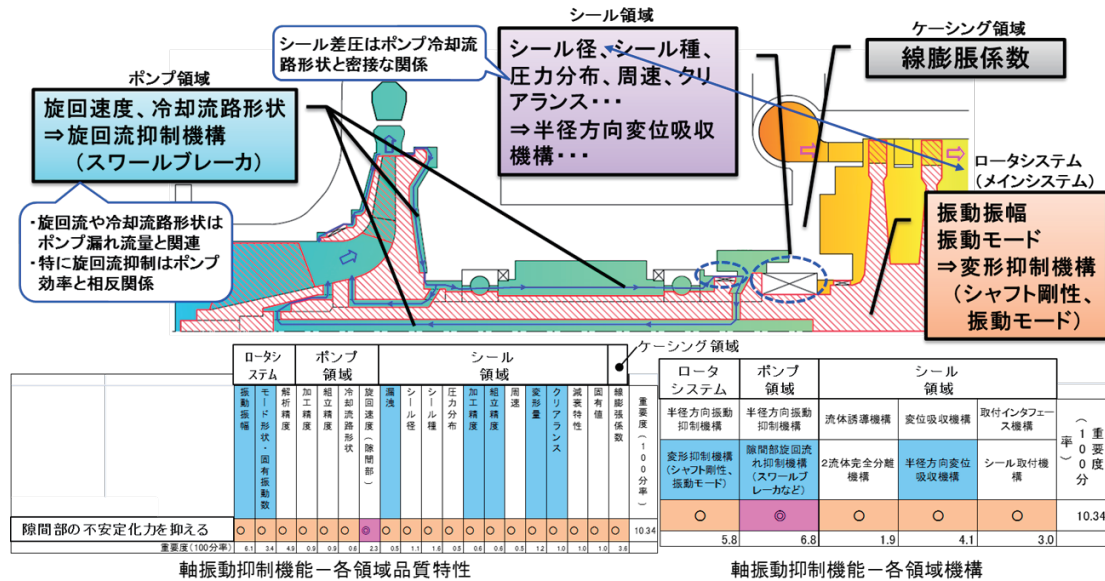 シール領域
ケーシング領域
ポンプ領域
シール差圧はポンプ冷却流
路形状と密接な関係
シール径、シール種、
圧力分布、周速、クリ
アランス・・・
⇒半径方向変位吸収
機構・・・
線膨張係数
旋回速度、冷却流路形状
⇒旋回流抑制機構
（スワールブレーカ）
ロータシステム
（メインシステム）
・旋回流や冷却流路形状は
ポンプ漏れ流量と関連
・特に旋回流抑制はポンプ
効率と相反関係
振動振幅
振動モード
⇒変形抑制機構
（シャフト剛性、
振動モード）
ケーシング領域
ロータシ
ステム
ポンプ
領域
シール
領域
振動振幅
モード形状・固有振動数
解析精度
加工精度
組立精度
冷却流路形状
旋回速度（隙間部）
漏洩
シール径
シール種
圧力分布
加工精度
組立精度
周速
変形量
クリアランス
減衰特性
固有値
線膨張係数
重要度（100分率）
隙間部の不安定化力を抑える
○ ○ ○ ○ ○ ○ ◎ ○ ○ ○ ○ ○ ○ ○ ○ ○ ○ ○ ○ 10.34
重要度（100分率） 6.1 3.4 4.9 0.9 0.9 0.6 2.3 0.5 1.1 1.6 0.5 0.6 0.6 0.5 1.2 1.0 1.0 1.0 3.6
軸振動抑制機能－各領域品質特性
ロータ
システム
ポンプ
領域
シール
領域
重要度（100分率）
半径方向振動
抑制機構
半径方向振動
抑制機構
流体誘導機構
変位吸収機構
取付インタフェー
ス機構
変形抑制機構
（シャフト剛性、
振動モード）
隙間部旋回流
れ抑制機構
（スワールブ
レーカなど）
2流体完全分離
機構
半径方向変位
吸収機構
シール取付機
構
○ ◎ ○ ○ ○ 10.34
5.8 6.8 1.9 4.1 3.0
軸振動抑制機能－各領域機構